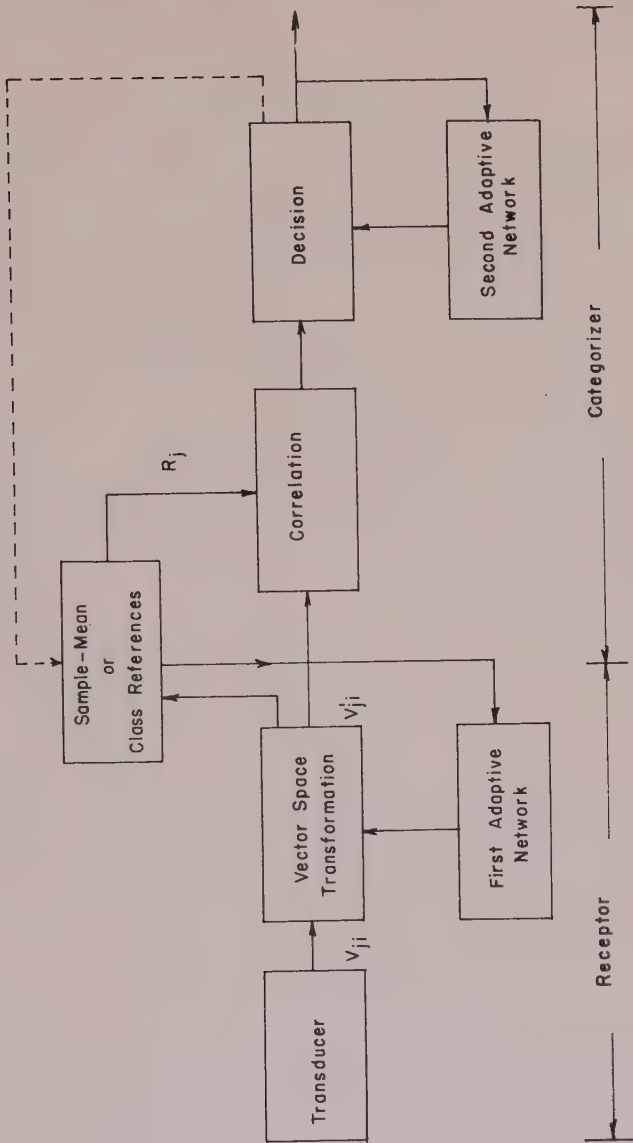 Sample-Mean
or
Class References
R_j
Transducer
V_ji
Vector Space
Transformation
V'_ji
Correlation
Decision
First Adaptive
Network
Second Adaptive
Network
Receptor
Categorizer